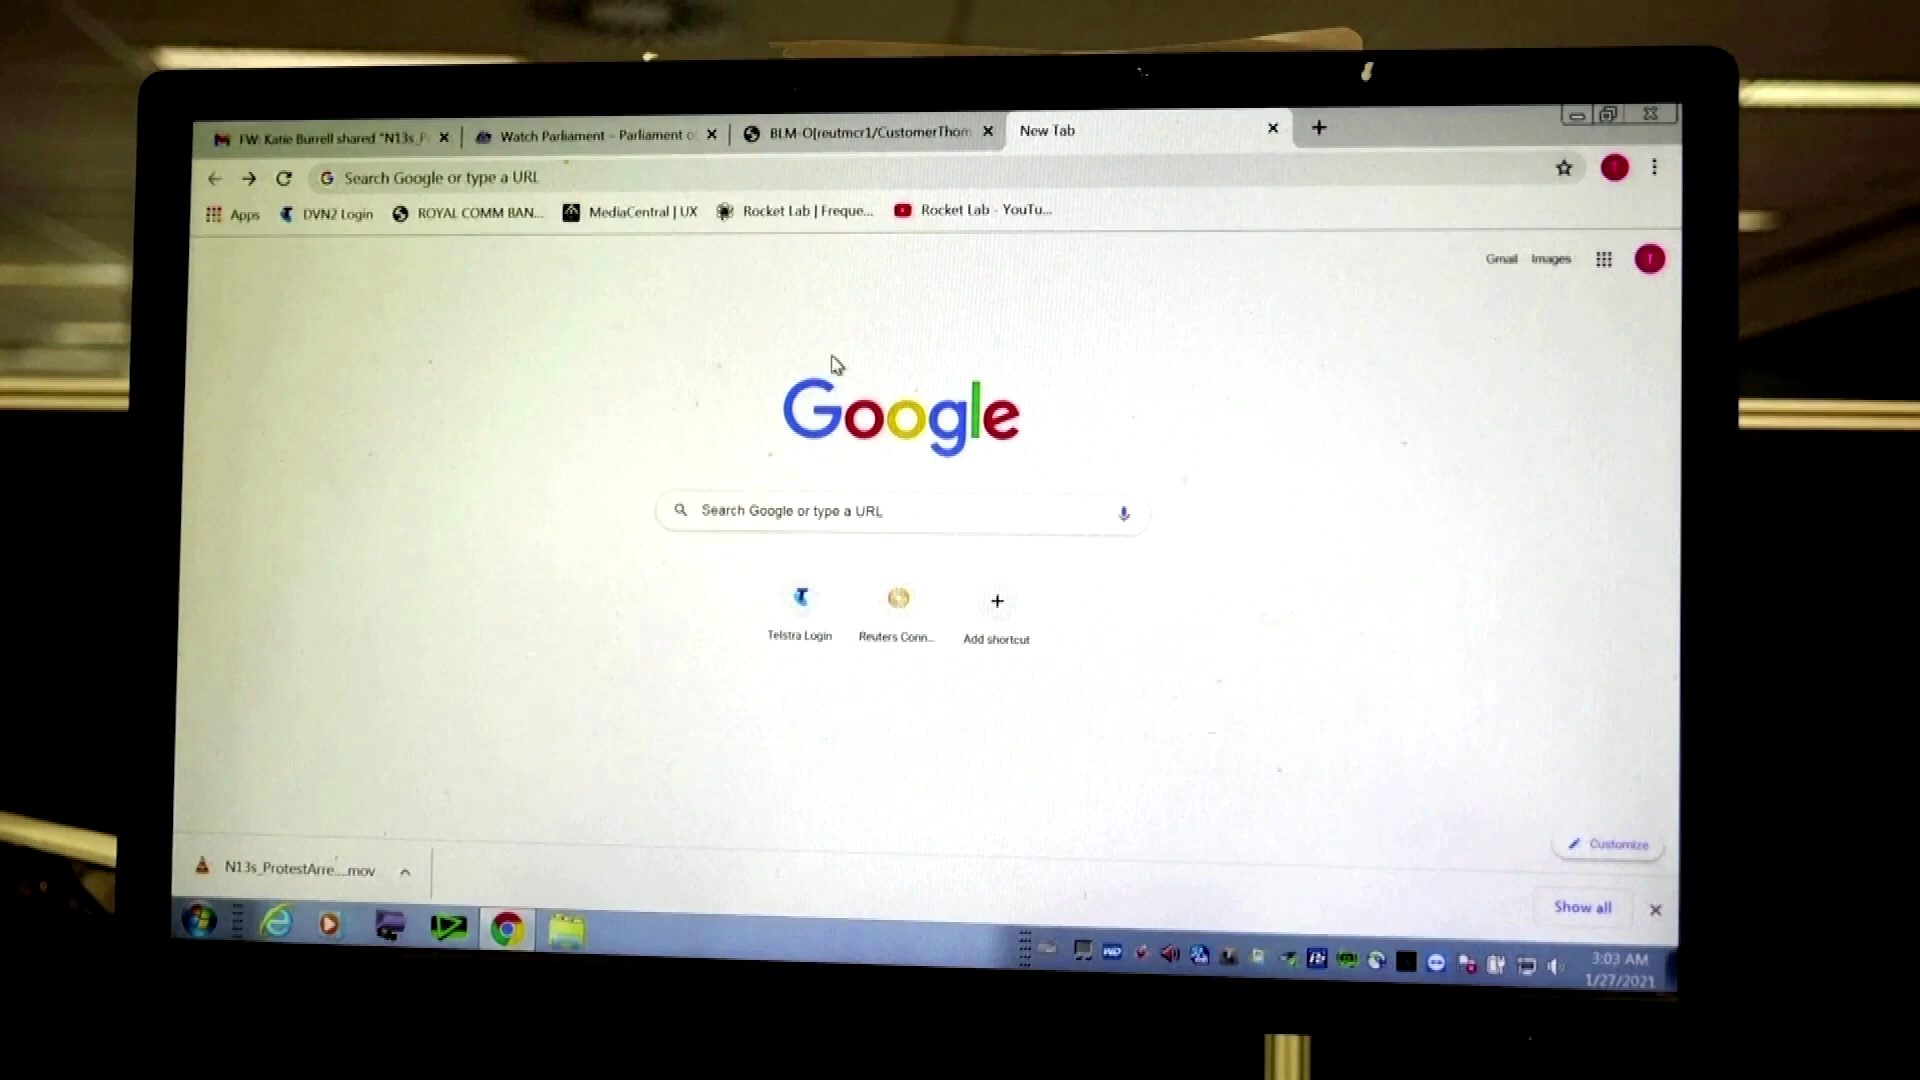 FW: Katie Burrell shared "N13s_P
Watch Parliament – Parliament o
BLM-O[reutmcr1/CustomerThom
New Tab
Search Google or type a URL
Apps
DVN2 Login
ROYAL COMM BAN...
MediaCentral | UX
Rocket Lab | Freque...
Rocket Lab - YouTu...
Gmail
Images
T
Google
Search Google or type a URL
Telstra Login
Reuters Conn...
Add shortcut
Customize
N13s_ProtestArre....mov
Show all
WD
3:03 AM
1/27/2021